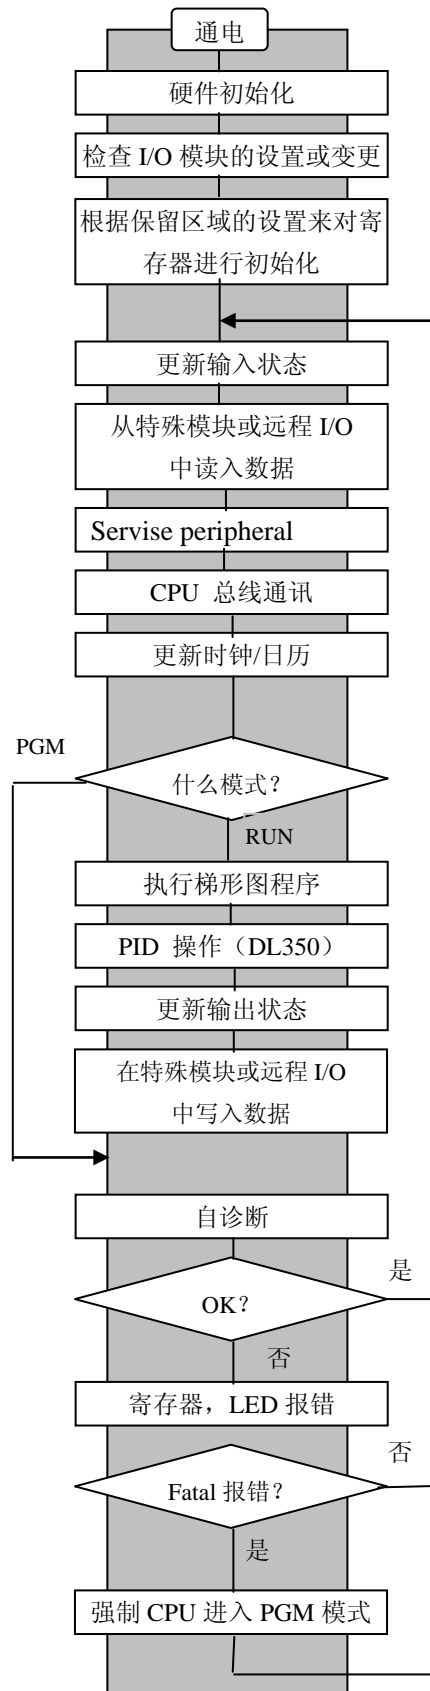 通电
硬件初始化
检查 I/O 模块的设置或变更
根据保留区域的设置来对寄
存器进行初始化
更新输入状态
从特殊模块或远程 I/O
中读入数据
Servise peripheral
CPU 总线通讯
更新时钟/日历
PGM
什么模式？
RUN
执行梯形图程序
PID 操作（DL350）
更新输出状态
在特殊模块或远程 I/O
中写入数据
自诊断
是
OK？
否
寄存器，LED 报错
否
Fatal 报错？
是
强制 CPU 进入 PGM 模式